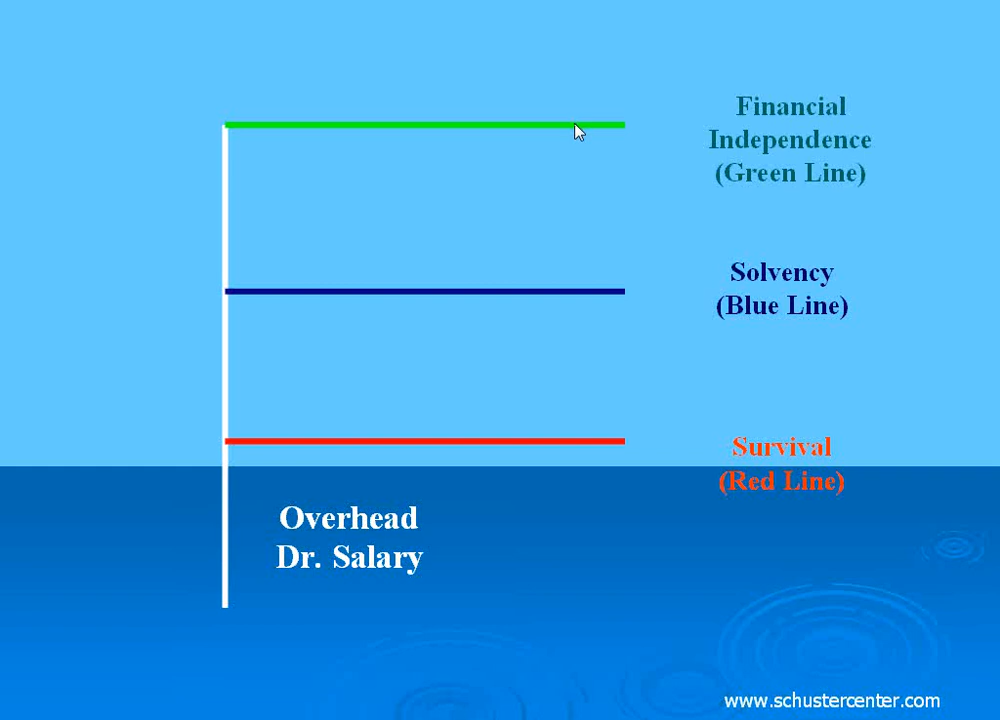 Financial
Independence
(Green Line)
Solvency
(Blue Line)
Survival
(Red Line)
Overhead
Dr. Salary
www.schustercenter.com